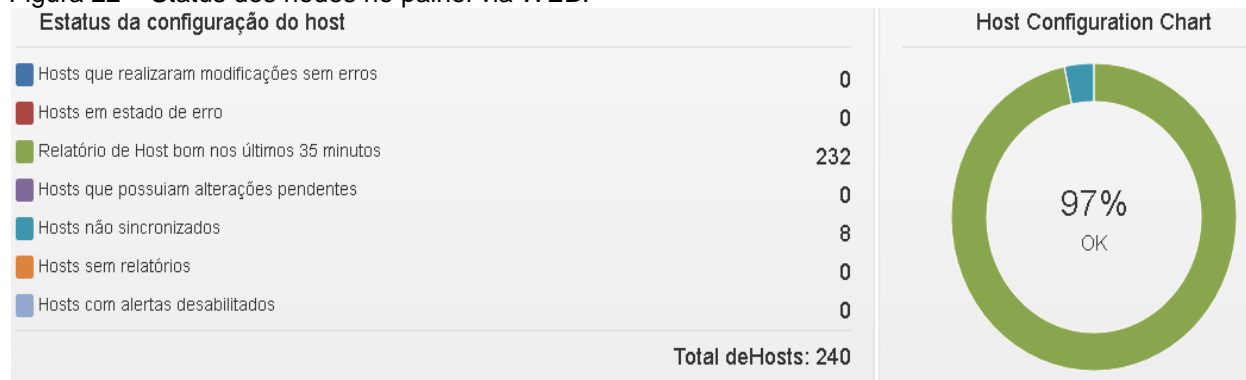 Estatus da configuração do host
Hosts que realizaram modificações sem erros 0
Hosts em estado de erro 0
Relatório de Host bom nos últimos 35 minutos 232
Hosts que possuiam alterações pendentes 0
Hosts não sincronizados 8
Hosts sem relatórios 0
Hosts com alertas desabilitados 0
Total deHosts: 240
Host Configuration Chart
97%
OK